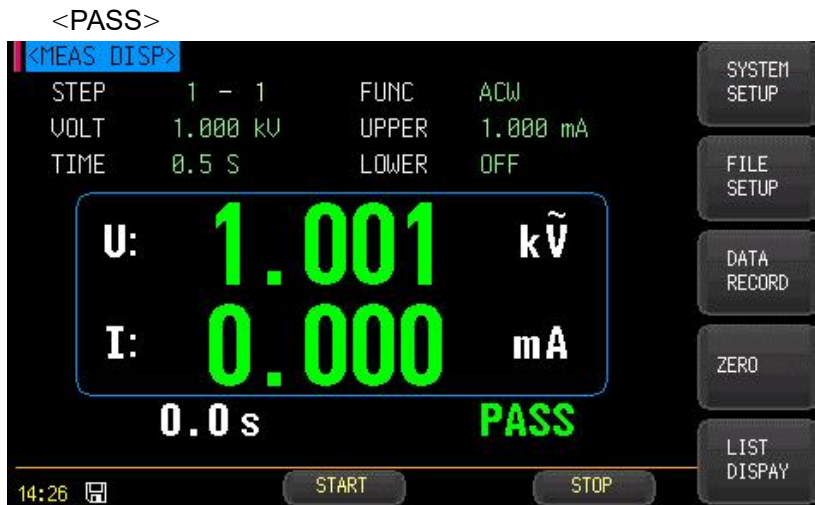 <PASS>
<MEAS DISP>
STEP 1 - 1 FUNC ACW
VOLT 1.000 kV UPPER 1.000 mA
TIME 0.5 S LOWER OFF
U: 1.001 kṼ
I: 0.000 mA
0.0 s PASS
14:26 START STOP
SYSTEM
SETUP
FILE
SETUP
DATA
RECORD
ZERO
LIST
DISPAY